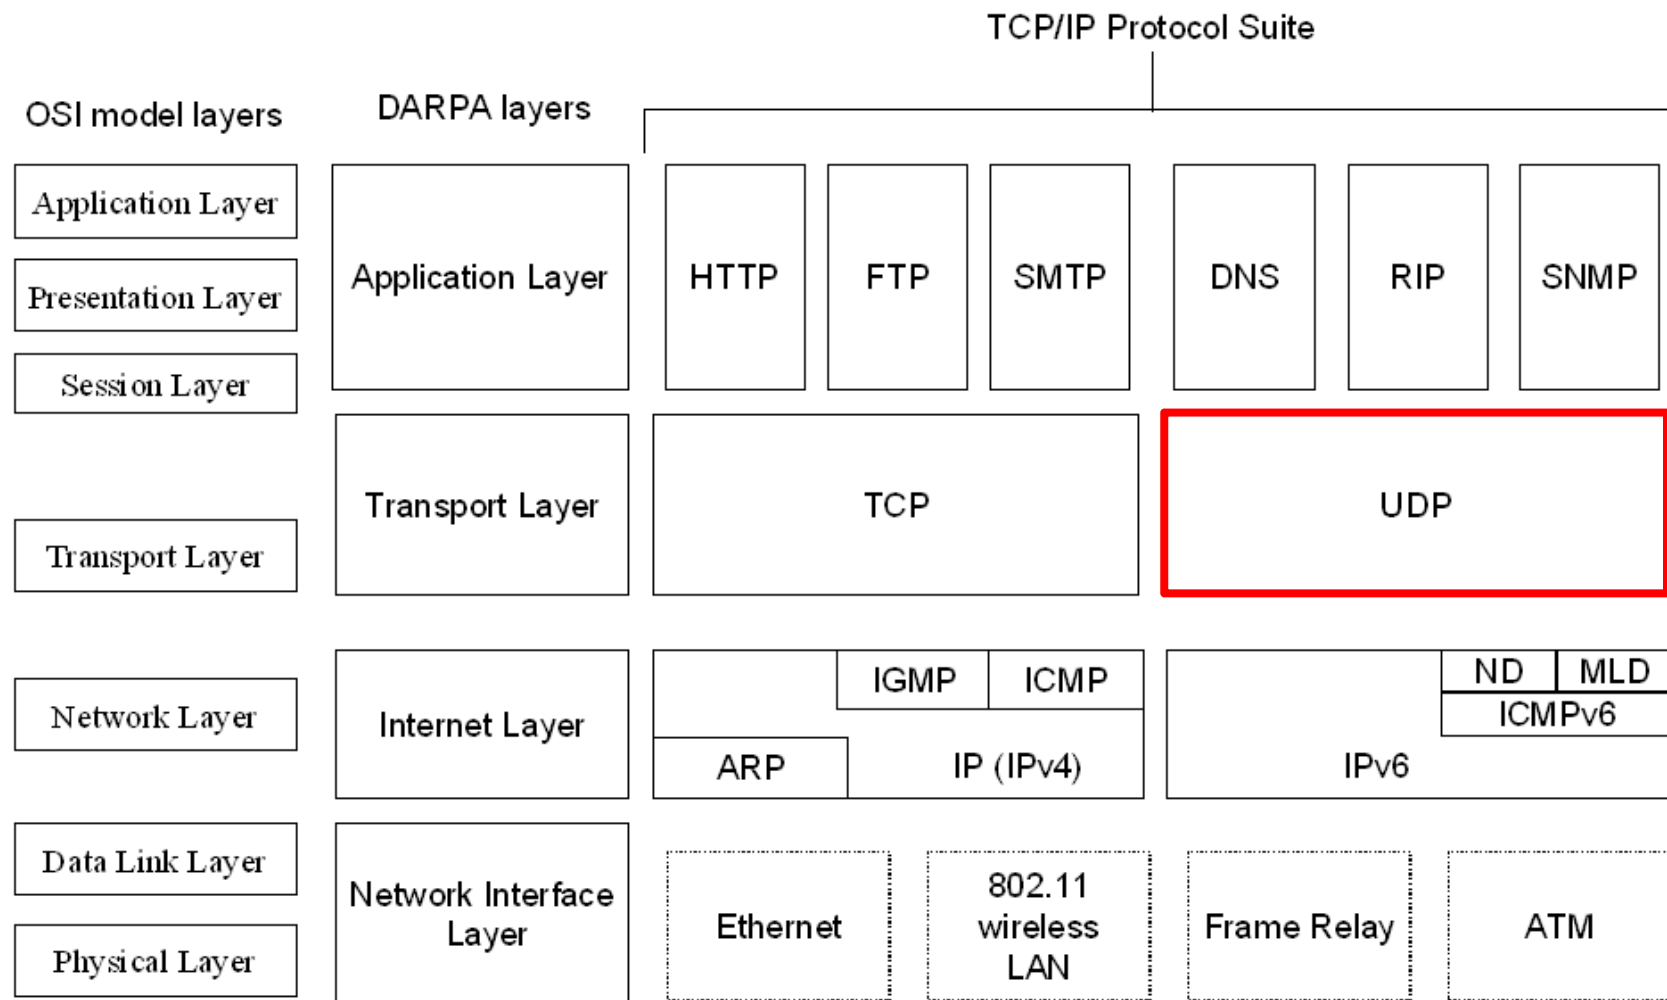 TCP/IP Protocol Suite
OSI model layers
DARPA layers
Application Layer
Presentation Layer
Session Layer
Application Layer
HTTP
FTP
SMTP
DNS
RIP
SNMP
Transport Layer
Transport Layer
TCP
UDP
Network Layer
Internet Layer
IGMP
ICMP
ARP
IP (IPv4)
ND
MLD
ICMPv6
IPv6
Data Link Layer
Physical Layer
Network Interface
Layer
Ethernet
802.11
wireless
LAN
Frame Relay
ATM